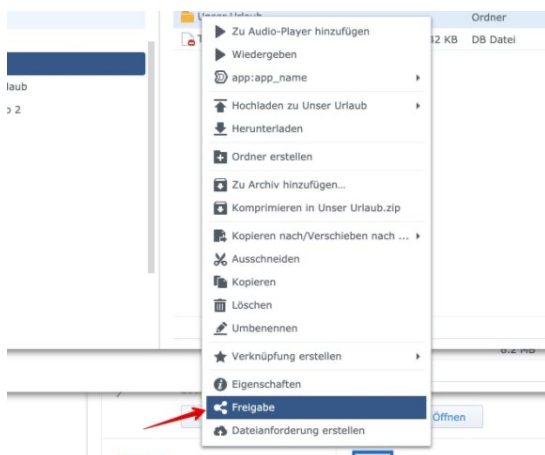 Unser Urlaub
Ordner
Zu Audio-Player hinzufügen
42 KB
DB Datei
Wiedergeben
app:app_name
laub
Hochladen zu Unser Urlaub
2
Herunterladen
Ordner erstellen
Zu Archiv hinzufügen...
Komprimieren in Unser Urlaub.zip
Kopieren nach/Verschieben nach ...
Ausschneiden
Kopieren
Löschen
Umbenennen
Verknüpfung erstellen
6.2 MB
Eigenschaften
Freigabe
Öffnen
Dateianforderung erstellen